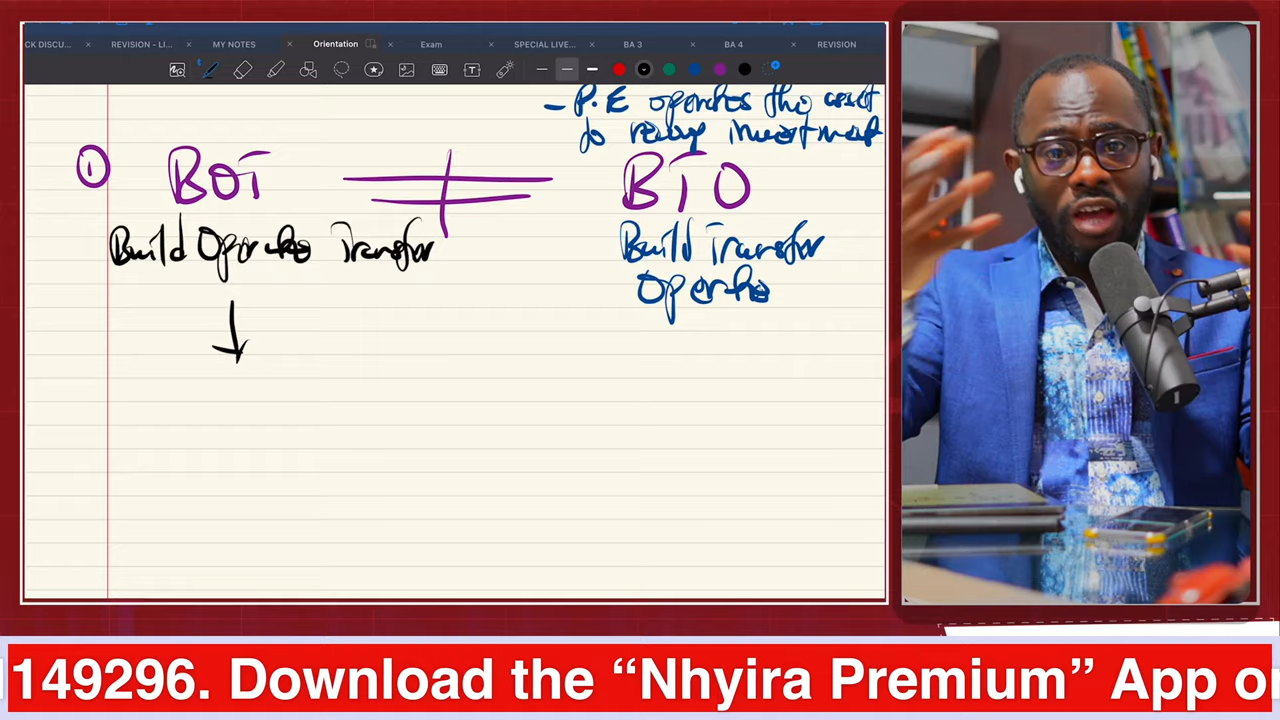 CK DISCU...
REVISION - LI...
MY NOTES
Orientation
Exam
SPECIAL LIVE...
BA 3
BA 4
REVISION
- P.E operates the asset
to recoup investment
① BOT ≠ BTO
Build Operate Transfer
Build Transfer
Operate
149296. Download the “Nhyira Premium” App o